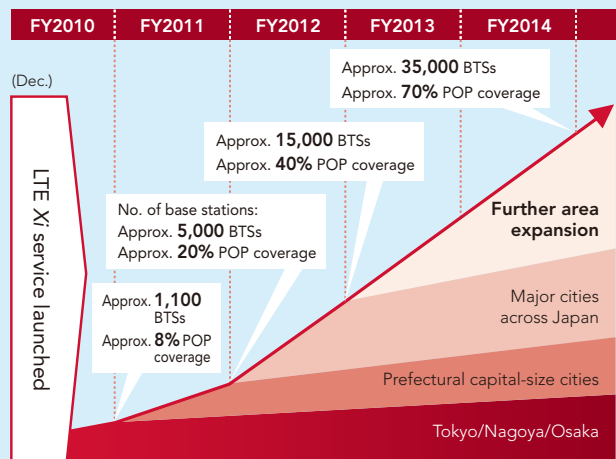 FY2010 FY2011 FY2012 FY2013 FY2014
(Dec.)
LTE Xi service launched
Approx. 35,000 BTSs
Approx. 70% POP coverage
Approx. 15,000 BTSs
Approx. 40% POP coverage
No. of base stations:
Approx. 5,000 BTSs
Approx. 20% POP coverage
Approx. 1,100
BTSs
Approx. 8% POP
coverage
Further area
expansion
Major cities
across Japan
Prefectural capital-size cities
Tokyo/Nagoya/Osaka